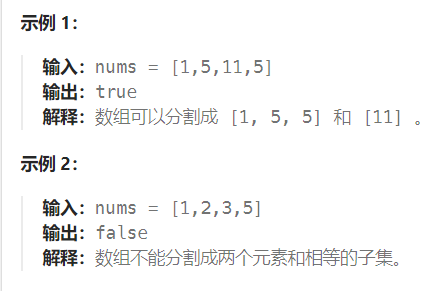 示例 1：
输入：nums = [1,5,11,5]
输出：true
解释：数组可以分割成 [1, 5, 5] 和 [11] 。
示例 2：
输入：nums = [1,2,3,5]
输出：false
解释：数组不能分割成两个元素和相等的子集。